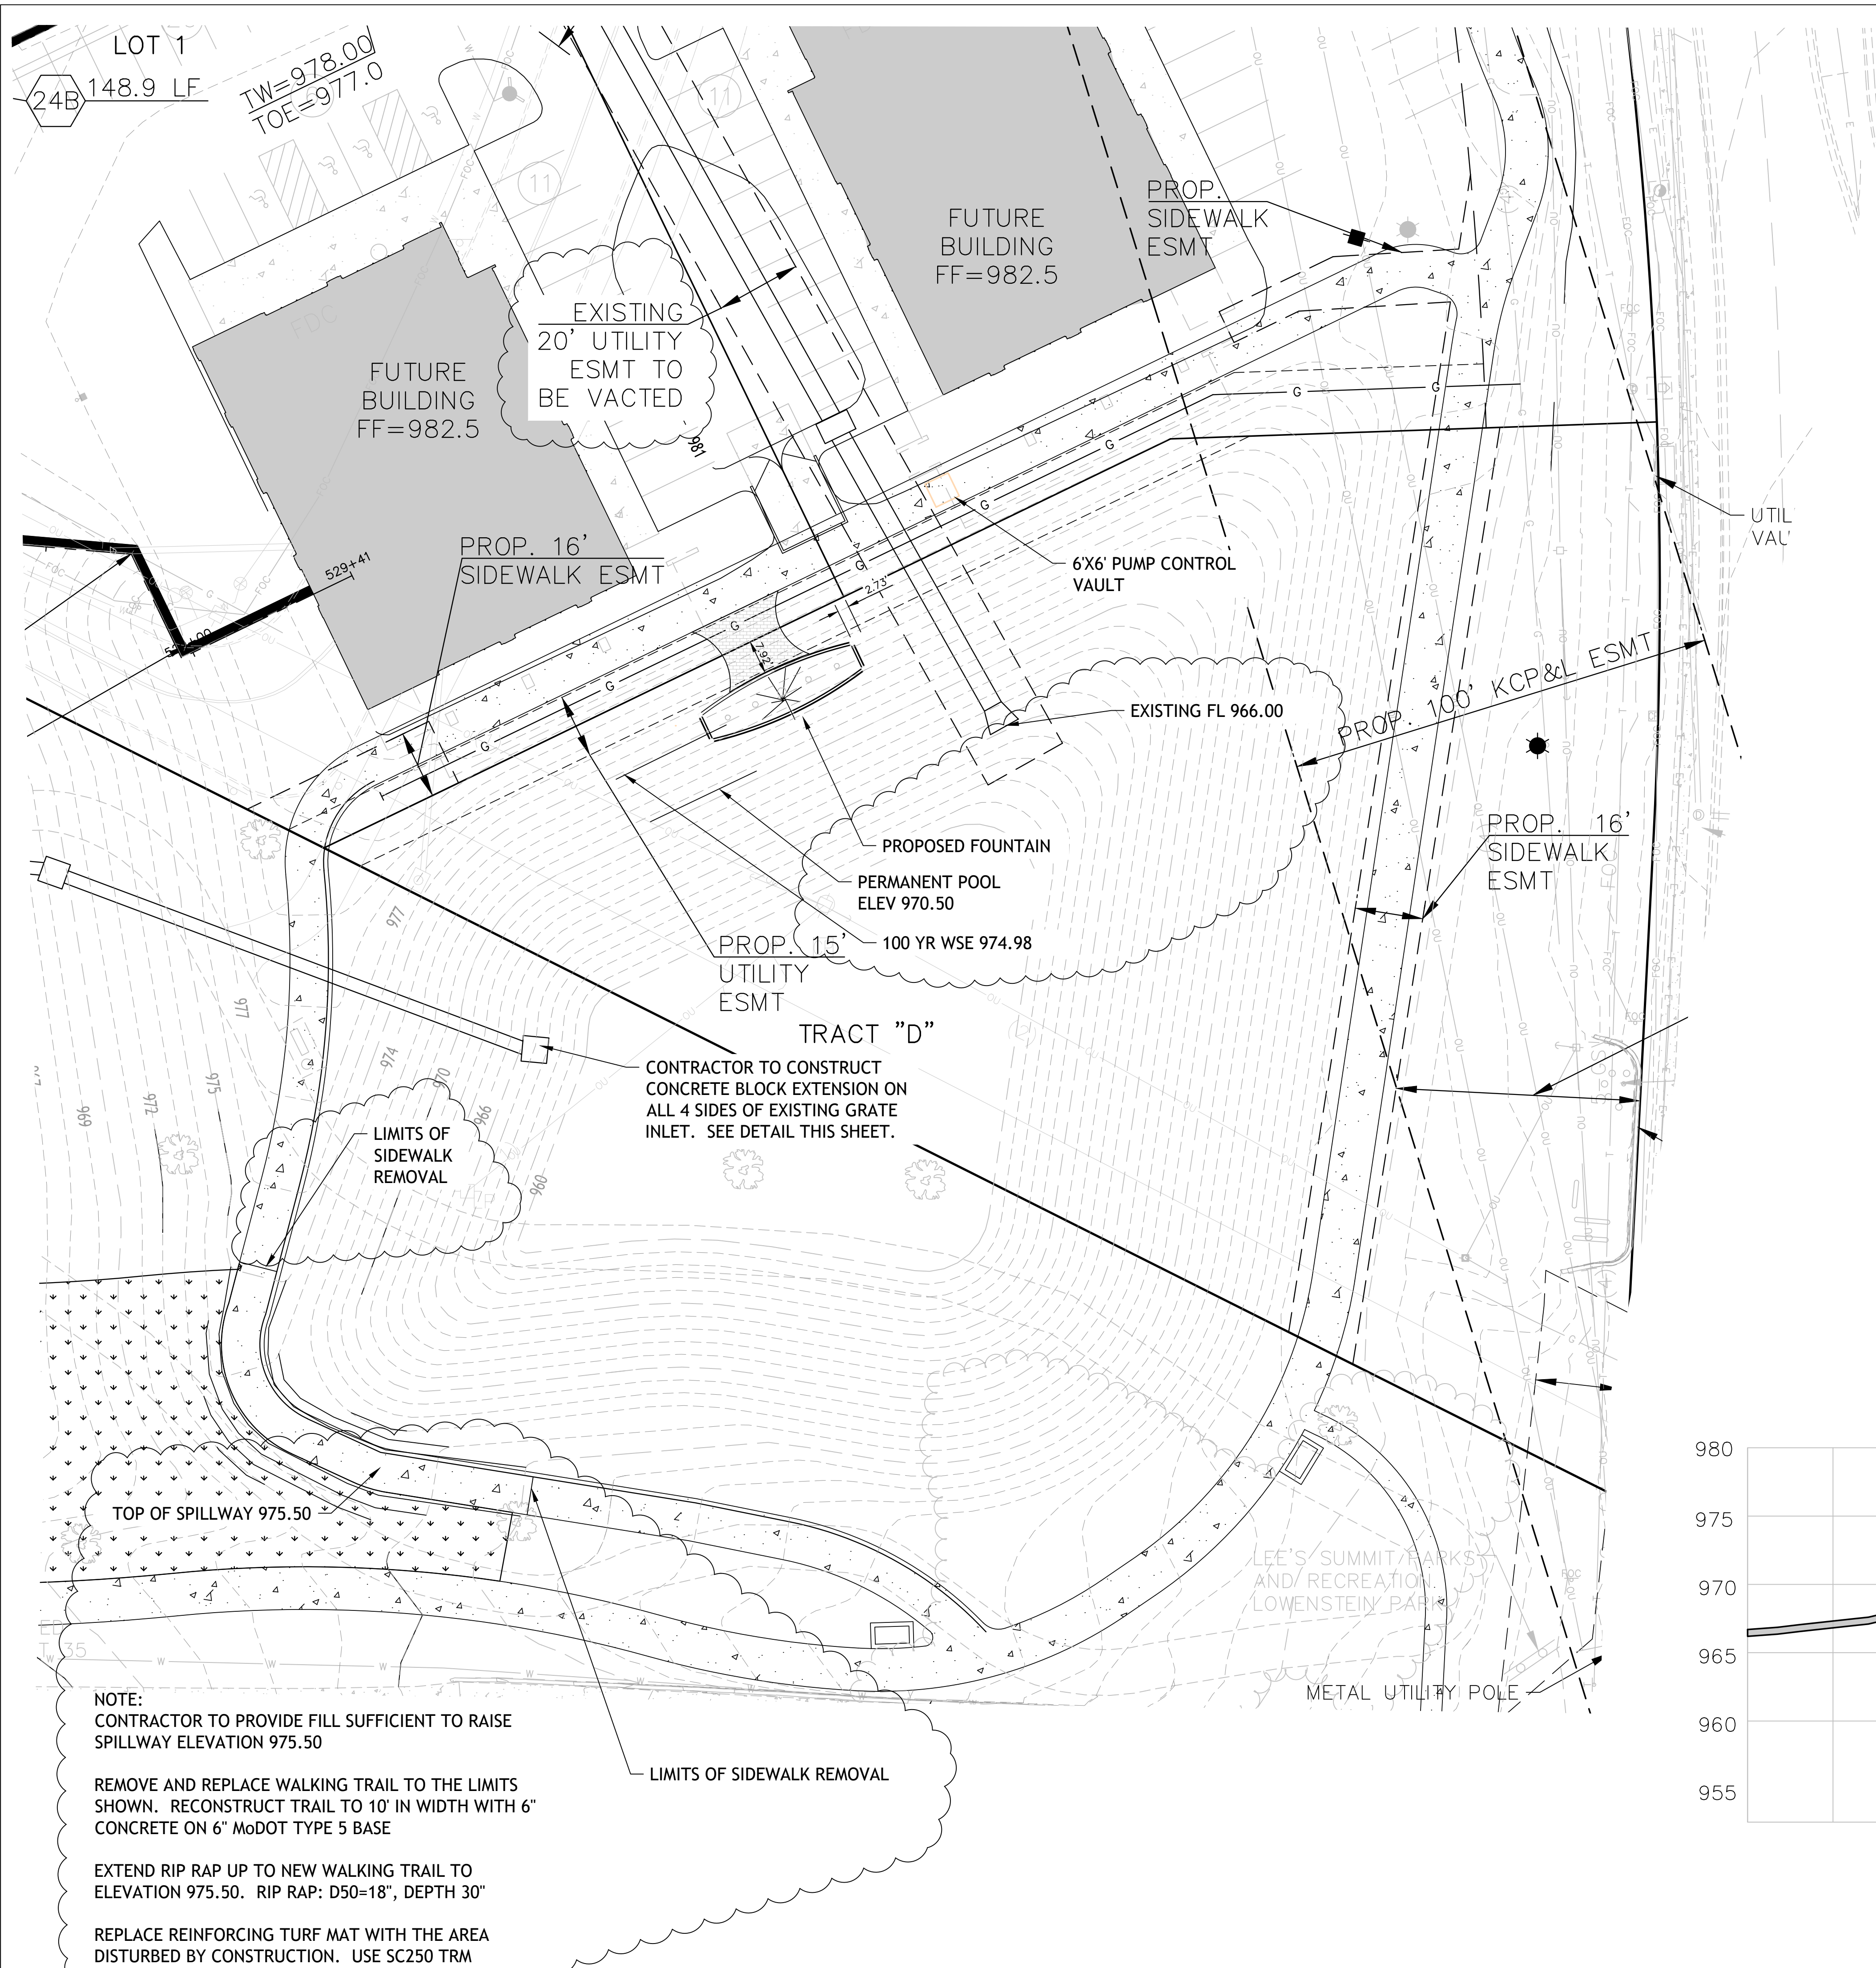 LOT 1
24B
148.9 LF
TW=978.00
TOE=977.0
11
11
FUTURE
BUILDING
FF=982.5
PROP.
SIDEWALK
ESMT
EXISTING
20' UTILITY
ESMT TO
BE VACTED
FDC
FUTURE
BUILDING
FF=982.5
981
529+41
PROP. 16'
SIDEWALK ESMT
UTIL
6'X6' PUMP CONTROL
VAULT
2.73'
7.92'
EXISTING FL 966.00
PROP. 100' KCP&L ESMT
PROPOSED FOUNTAIN
PERMANENT POOL
ELEV 970.50
100 YR WSE 974.98
PROP. 16'
SIDEWALK
ESMT
PROP. 15'
UTILITY
ESMT
TRACT "D"
CONTRACTOR TO CONSTRUCT
CONCRETE BLOCK EXTENSION ON
ALL 4 SIDES OF EXISTING GRATE
INLET. SEE DETAIL THIS SHEET.
977
977
974
970
966
960
975
972
969
LIMITS OF
SIDEWALK
REMOVAL
TOP OF SPILLWAY 975.50
LEE'S SUMMIT PARKS
AND RECREATION
LOWENSTEIN PARK
METAL UTILITY POLE
LIMITS OF SIDEWALK REMOVAL
980
975
970
965
960
955
NOTE:
CONTRACTOR TO PROVIDE FILL SUFFICIENT TO RAISE
SPILLWAY ELEVATION 975.50
REMOVE AND REPLACE WALKING TRAIL TO THE LIMITS
SHOWN. RECONSTRUCT TRAIL TO 10' IN WIDTH WITH 6"
CONCRETE ON 6" MoDOT TYPE 5 BASE
EXTEND RIP RAP UP TO NEW WALKING TRAIL TO
ELEVATION 975.50. RIP RAP: D50=18", DEPTH 30"
REPLACE REINFORCING TURF MAT WITH THE AREA
DISTURBED BY CONSTRUCTION. USE SC250 TRM